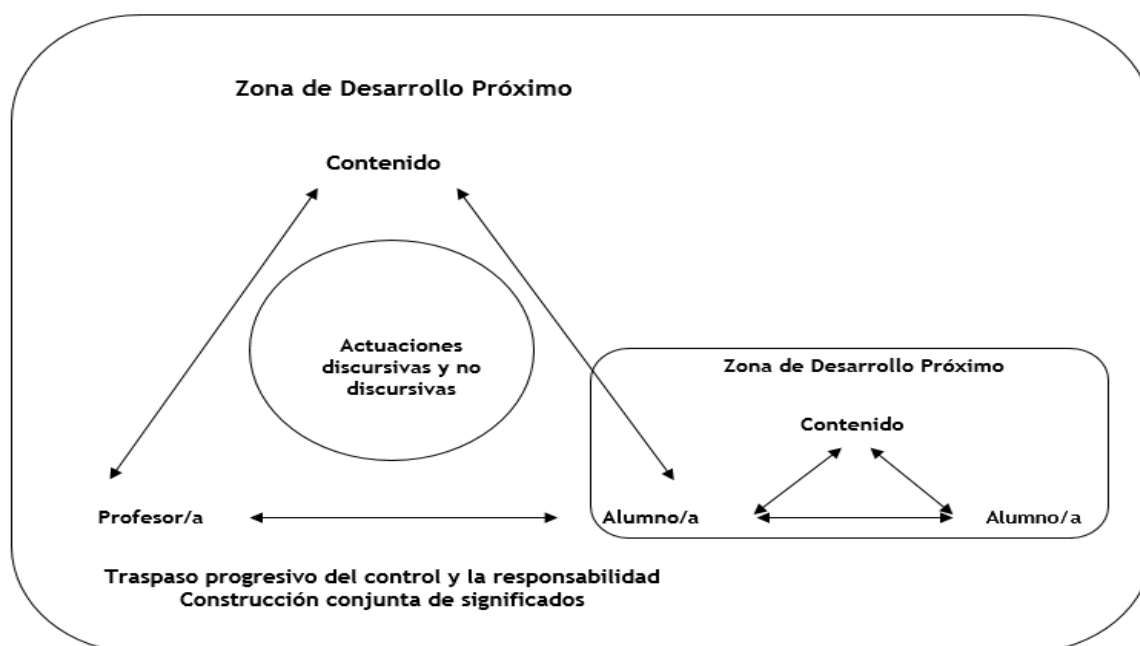 Zona de Desarrollo Próximo
Contenido
Actuaciones
discursivas y no
discursivas
Zona de Desarrollo Próximo
Contenido
Profesor/a
Alumno/a
Alumno/a
Traspaso progresivo del control y la responsabilidad
Construcción conjunta de significados